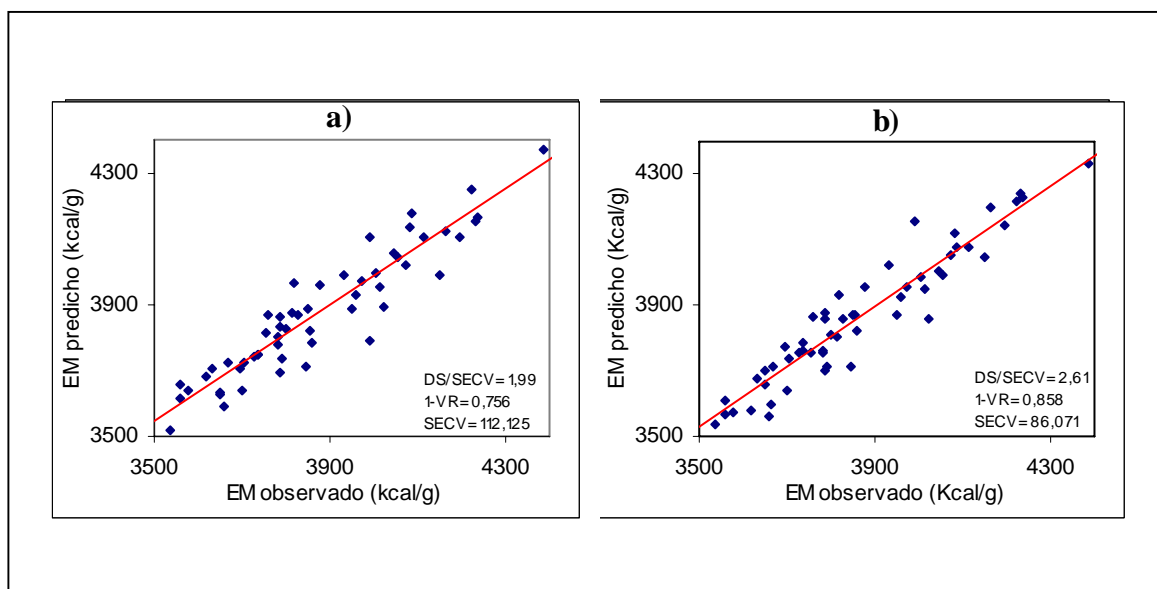 a)
EM predicho (kcal/g)
4300
3900
3500
DS/SECV = 1,99
1-VR = 0,756
SECV = 112,125
3500 3900 4300
EM observado (kcal/g)
b)
EM predicho (Kcal/g)
4300
3900
3500
DS/SECV = 2,61
1-VR = 0,858
SECV = 86,071
3500 3900 4300
EM observado (Kcal/g)